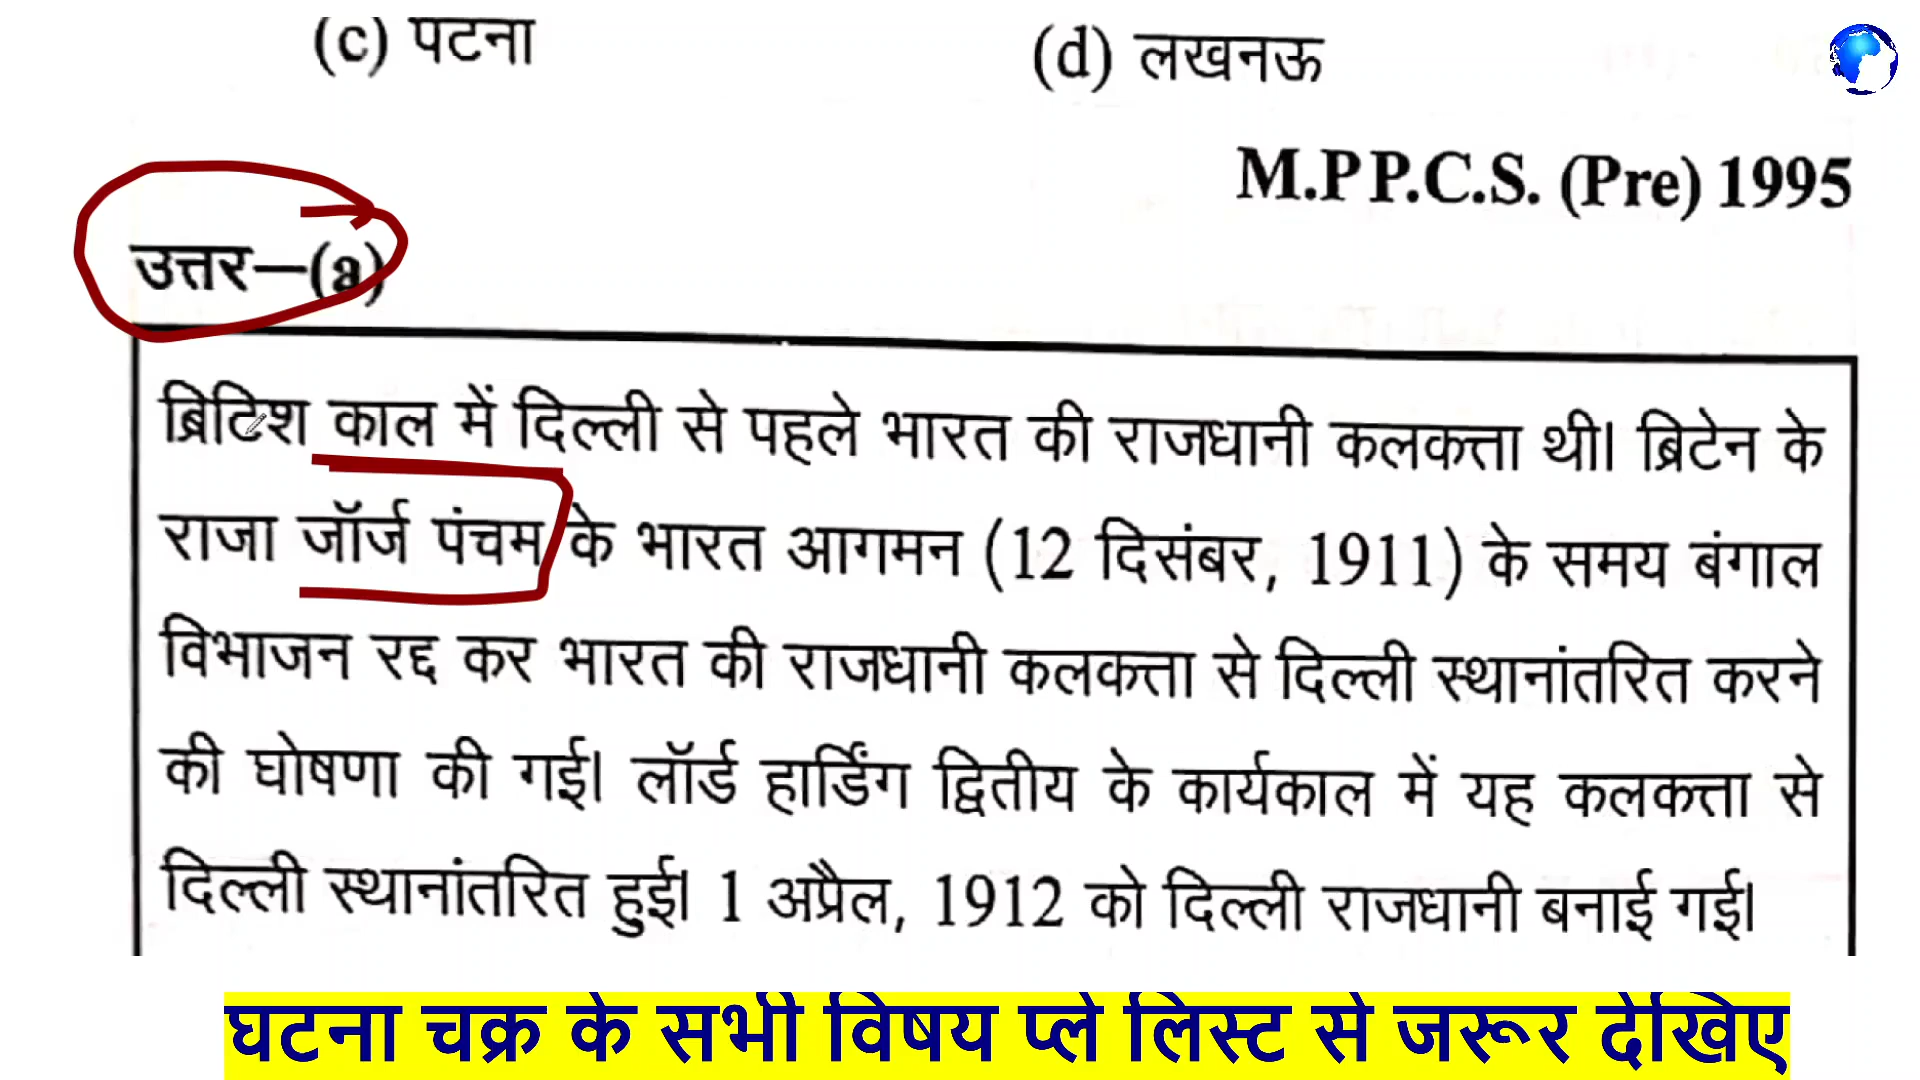 (c) पटना (d) लखनऊ
M.P.P.C.S. (Pre) 1995
उत्तर—(a)
ब्रिटिश काल में दिल्ली से पहले भारत की राजधानी कलकत्ता थी। ब्रिटेन के
राजा जॉर्ज पंचम के भारत आगमन (12 दिसंबर, 1911) के समय बंगाल
विभाजन रद्द कर भारत की राजधानी कलकत्ता से दिल्ली स्थानांतरित करने
की घोषणा की गई। लॉर्ड हार्डिंग द्वितीय के कार्यकाल में यह कलकत्ता से
दिल्ली स्थानांतरित हुई। 1 अप्रैल, 1912 को दिल्ली राजधानी बनाई गई।
घटना चक्र के सभी विषय प्ले लिस्ट से जरूर देखिए